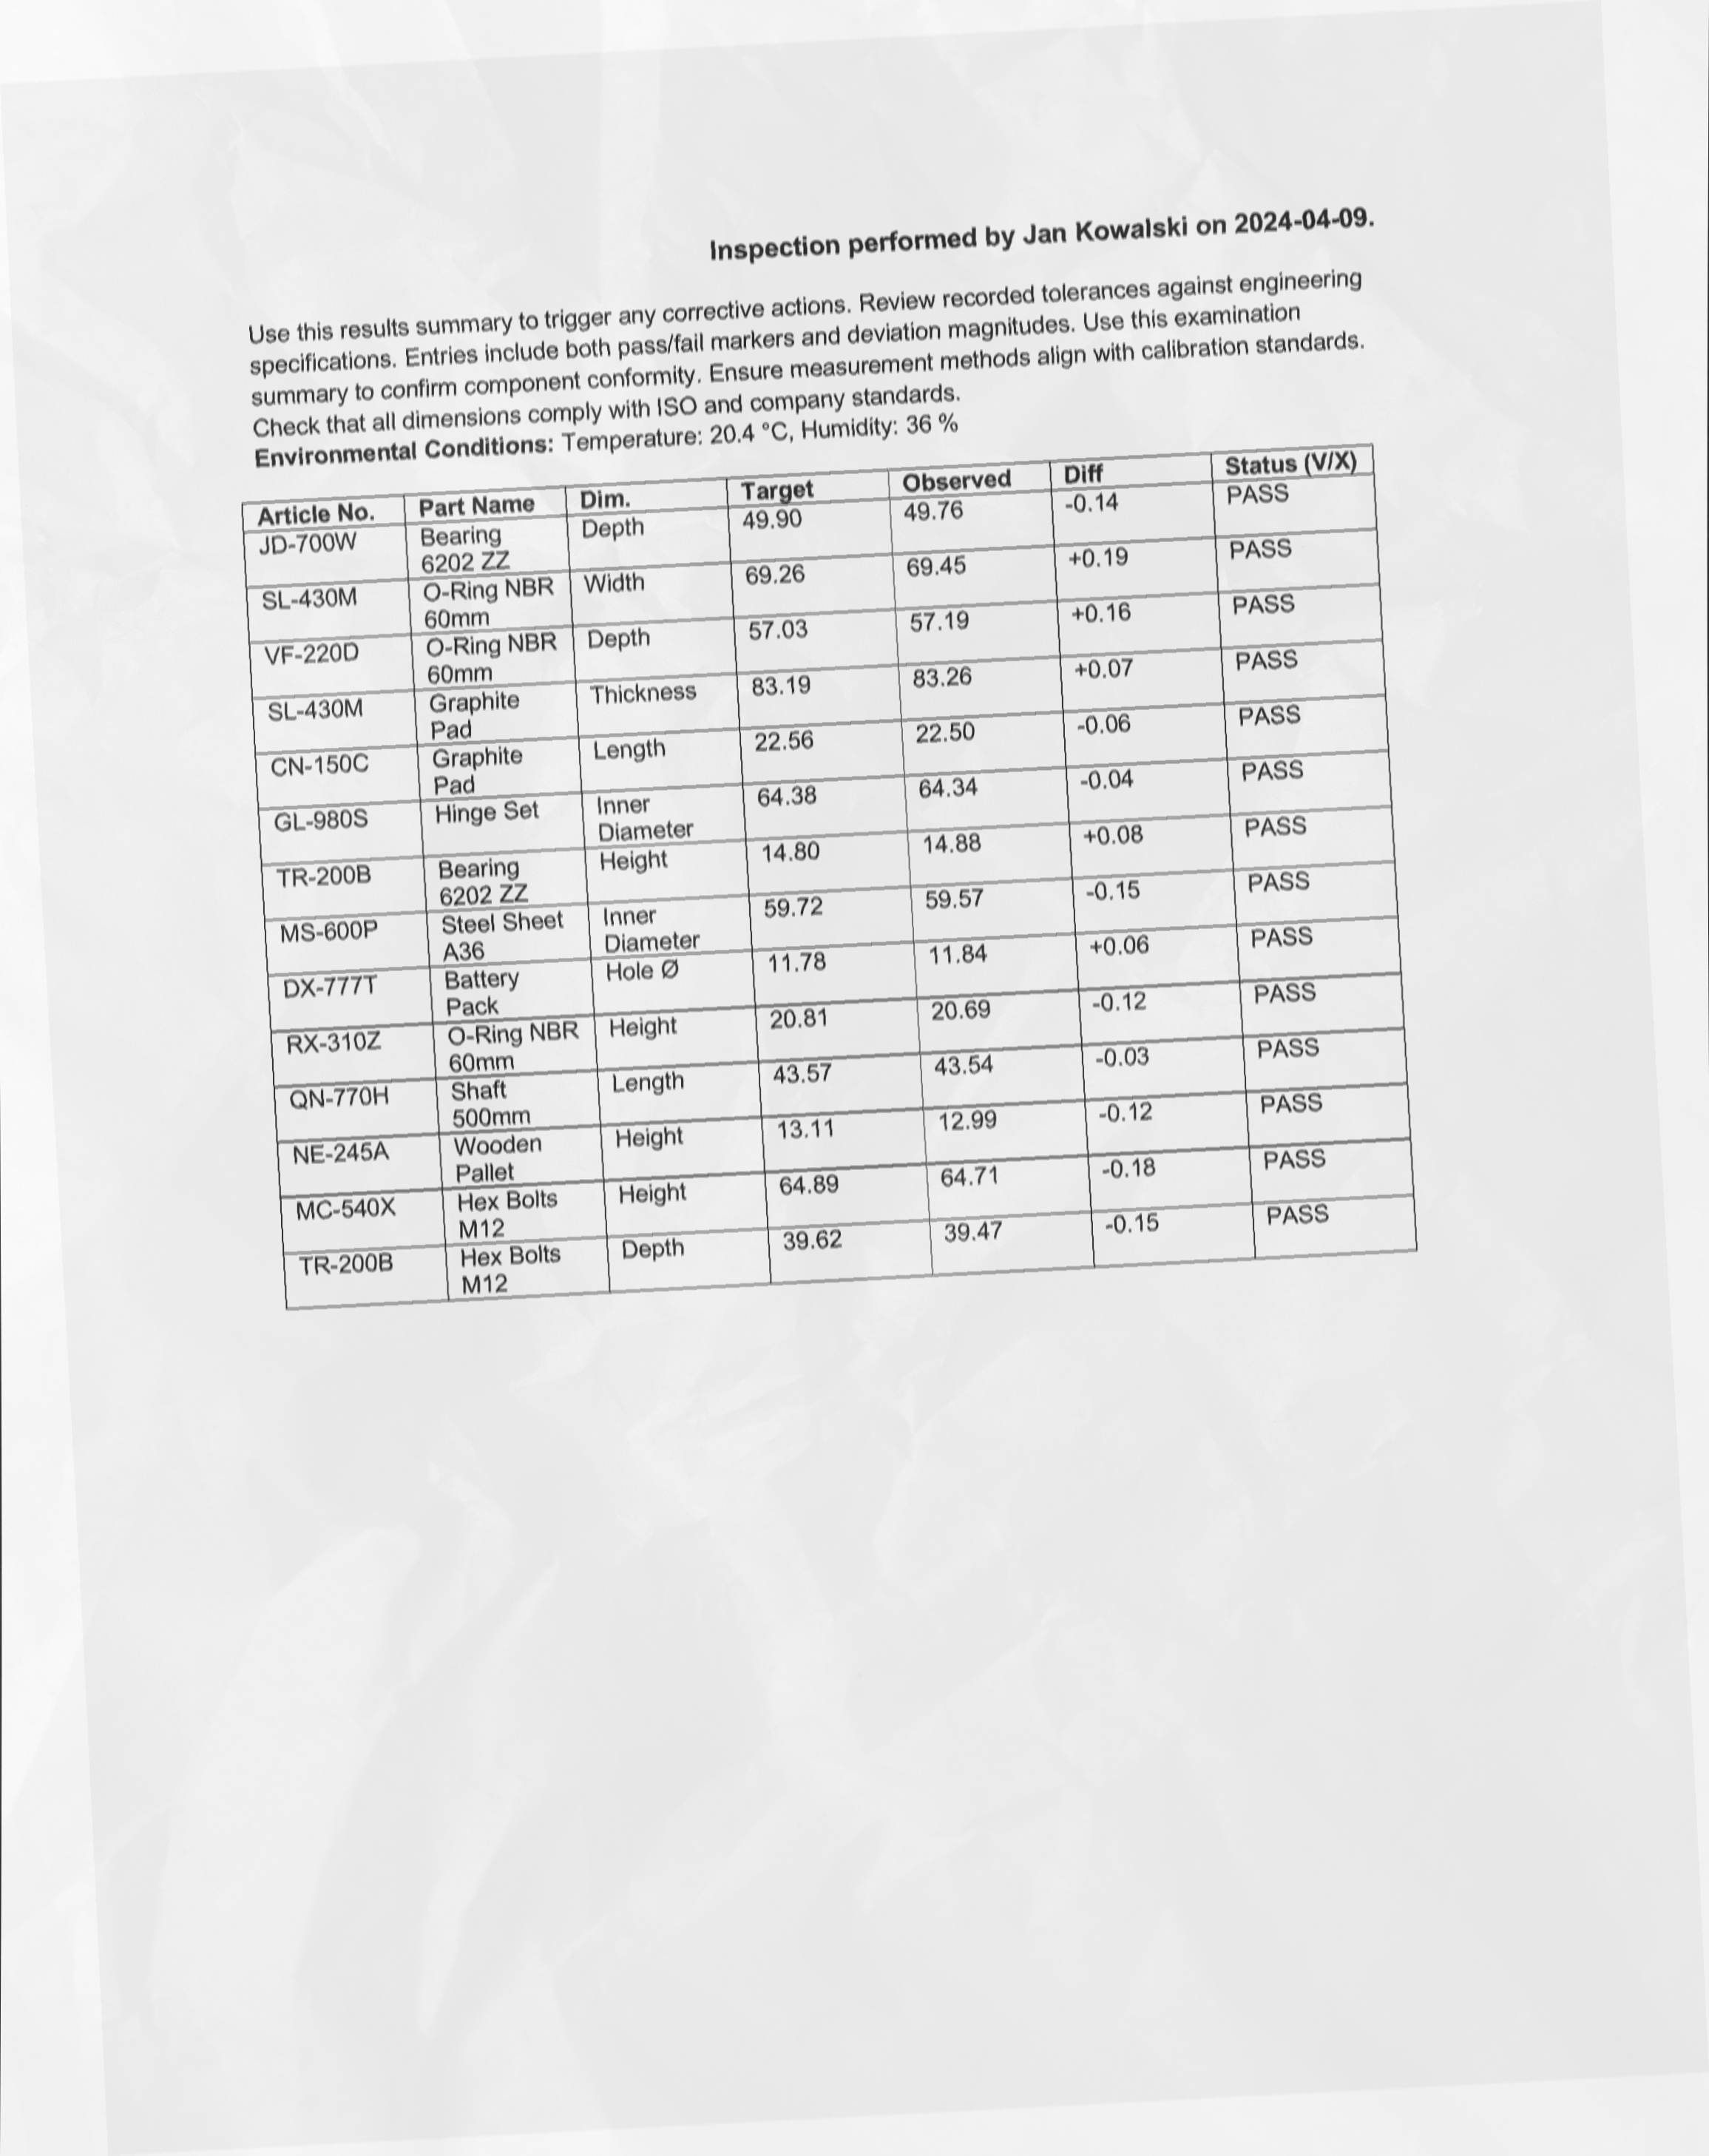 Inspection performed by Jan Kowalski on 2024-04-09.
Use this results summary to trigger any corrective actions. Review recorded tolerances against engineering
specifications. Entries include both pass/fail markers and deviation magnitudes. Use this examination
summary to confirm component conformity. Ensure measurement methods align with calibration standards.
Check that all dimensions comply with ISO and company standards.
Environmental Conditions: Temperature: 20.4 °C, Humidity: 36 %
Article No. Part Name Dim. Target Observed Diff Status (V/X)
JD-700W Bearing 6202 ZZ Depth 49.90 49.76 -0.14 PASS
SL-430M O-Ring NBR 60mm Width 69.26 69.45 +0.19 PASS
VF-220D O-Ring NBR 60mm Depth 57.03 57.19 +0.16 PASS
SL-430M Graphite Pad Thickness 83.19 83.26 +0.07 PASS
CN-150C Graphite Pad Length 22.56 22.50 -0.06 PASS
GL-980S Hinge Set Inner Diameter 64.38 64.34 -0.04 PASS
TR-200B Bearing 6202 ZZ Height 14.80 14.88 +0.08 PASS
MS-600P Steel Sheet A36 Inner Diameter 59.72 59.57 -0.15 PASS
DX-777T Battery Pack Hole Ø 11.78 11.84 +0.06 PASS
RX-310Z O-Ring NBR 60mm Height 20.81 20.69 -0.12 PASS
QN-770H Shaft 500mm Length 43.57 43.54 -0.03 PASS
NE-245A Wooden Pallet Height 13.11 12.99 -0.12 PASS
MC-540X Hex Bolts M12 Height 64.89 64.71 -0.18 PASS
TR-200B Hex Bolts M12 Depth 39.62 39.47 -0.15 PASS